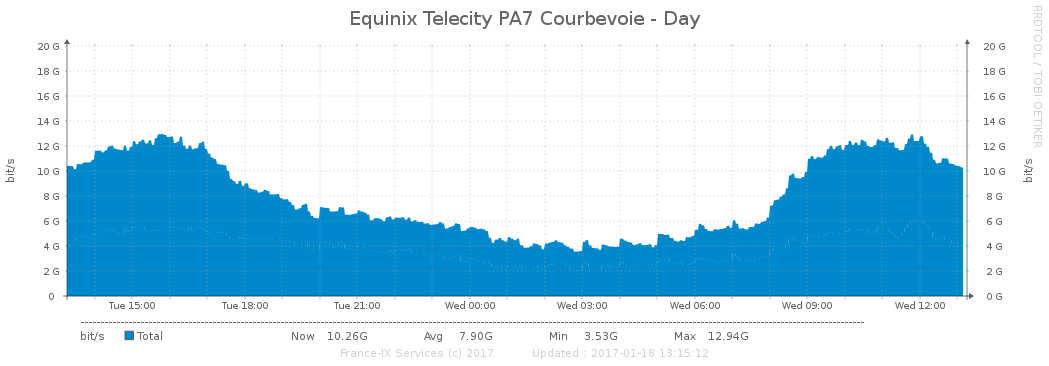 Equinix Telecity PA7 Courbevoie - Day
RRDTOOL / TOBI OETIKER
bit/s
20 G 20 G
18 G 18 G
16 G 16 G
14 G 14 G
12 G 12 G
10 G 10 G
8 G 8 G
6 G 6 G
4 G 4 G
2 G 2 G
0 0 G
bit/s
Tue 15:00 Tue 18:00 Tue 21:00 Wed 00:00 Wed 03:00 Wed 06:00 Wed 09:00 Wed 12:00
bit/s Total Now 10.26G Avg 7.90G Min 3.53G Max 12.94G
France-IX Services (c) 2017 Updated : 2017-01-18 13:15:12